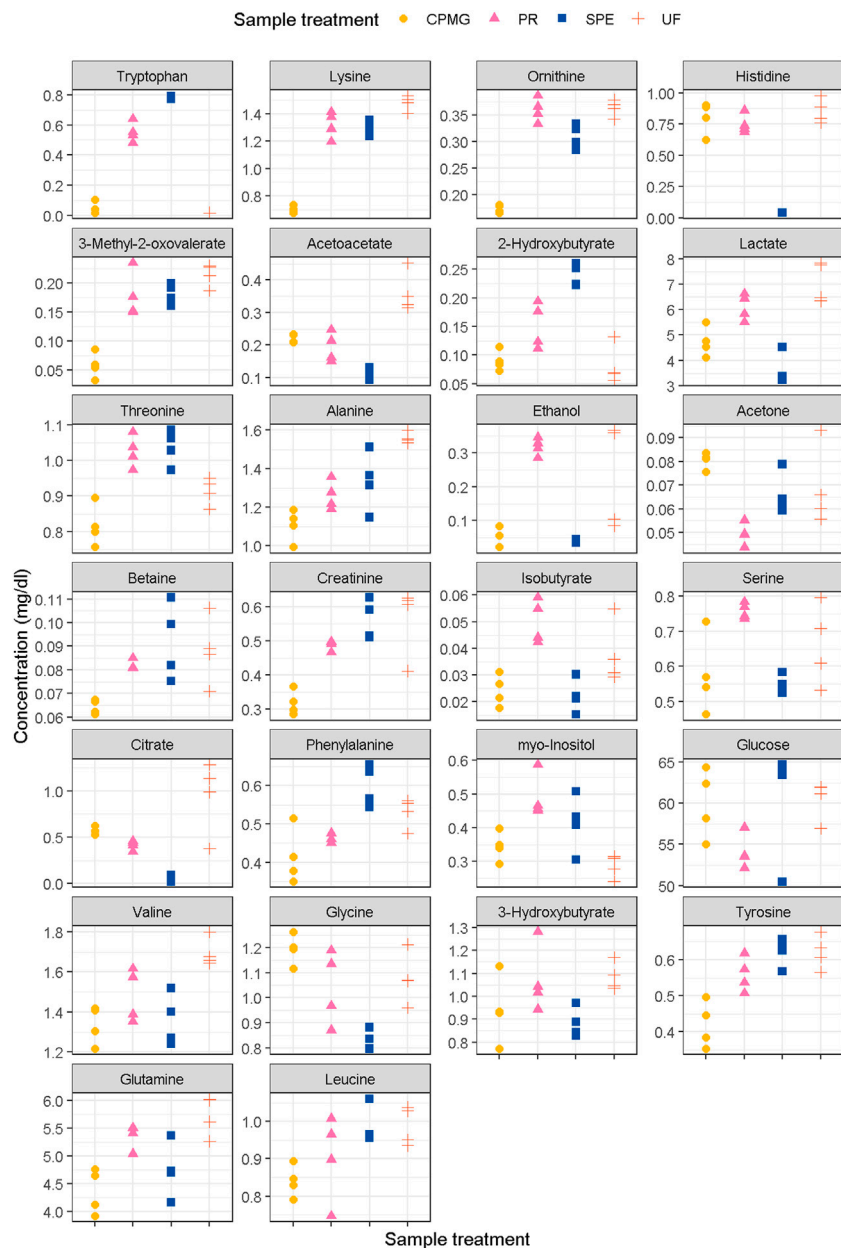 Sample treatment CPMG PR SPE UF
Tryptophan Lysine Ornithine Histidine
0.8 0.6 0.4 0.2 0.0
1.4 1.2 1.0 0.8
0.35 0.30 0.25 0.20
1.00 0.75 0.50 0.25 0.00
3-Methyl-2-oxovalerate Acetoacetate 2-Hydroxybutyrate Lactate
0.20 0.15 0.10 0.05
0.4 0.3 0.2 0.1
0.25 0.20 0.15 0.10 0.05
8 7 6 5 4 3
Threonine Alanine Ethanol Acetone
1.1 1.0 0.9 0.8
1.6 1.4 1.2 1.0
0.3 0.2 0.1
0.09 0.08 0.07 0.06 0.05
Betaine Creatinine Isobutyrate Serine
0.11 0.10 0.09 0.08 0.07 0.06
0.6 0.5 0.4 0.3
0.06 0.05 0.04 0.03 0.02
0.8 0.7 0.6 0.5
Concentration (mg/dl)
Citrate Phenylalanine myo-Inositol Glucose
1.0 0.5 0.0
0.6 0.5 0.4
0.6 0.5 0.4 0.3
65 60 55 50
Valine Glycine 3-Hydroxybutyrate Tyrosine
1.8 1.6 1.4 1.2
1.2 1.1 1.0 0.9 0.8
1.3 1.2 1.1 1.0 0.9 0.8
0.6 0.5 0.4
Glutamine Leucine
6.0 5.5 5.0 4.5 4.0
1.0 0.9 0.8
Sample treatment